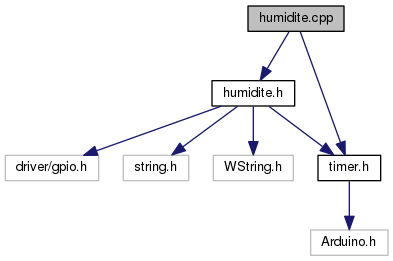 humidite.cpp
humidite.h
driver/gpio.h
string.h
WString.h
timer.h
Arduino.h